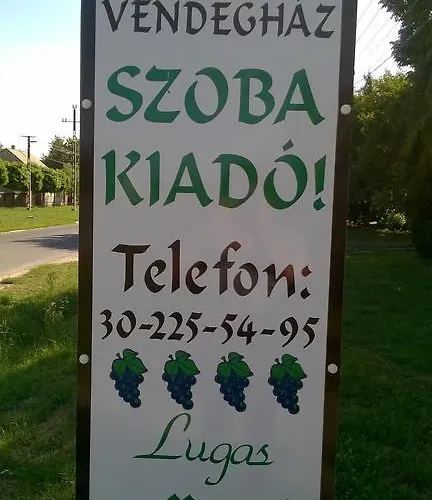 VENDÉGHÁZ
SZOBA
KIADÓ!
Telefon:
30-225-54-95
Lugas